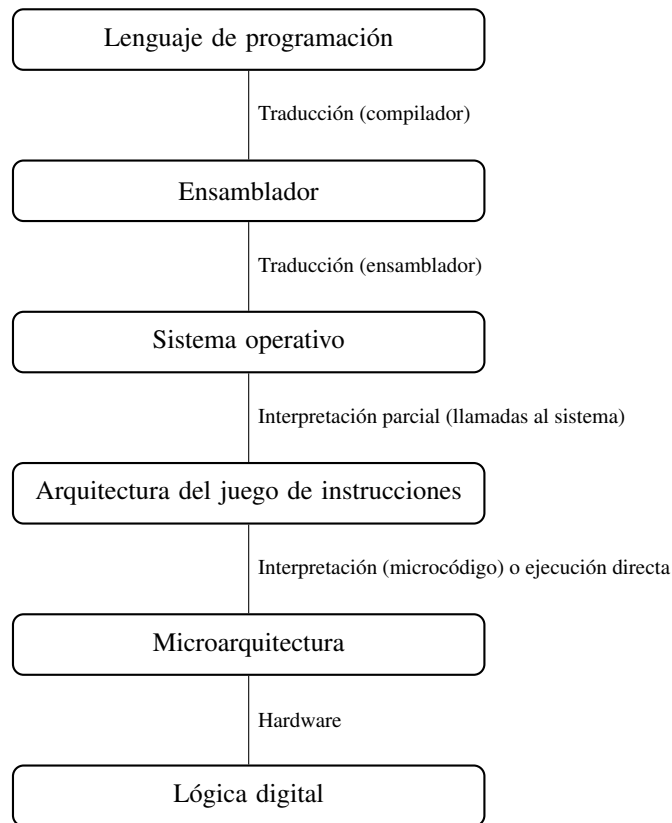 Lenguaje de programación
Traducción (compilador)
Ensamblador
Traducción (ensamblador)
Sistema operativo
Interpretación parcial (llamadas al sistema)
Arquitectura del juego de instrucciones
Interpretación (microcódigo) o ejecución directa
Microarquitectura
Hardware
Lógica digital